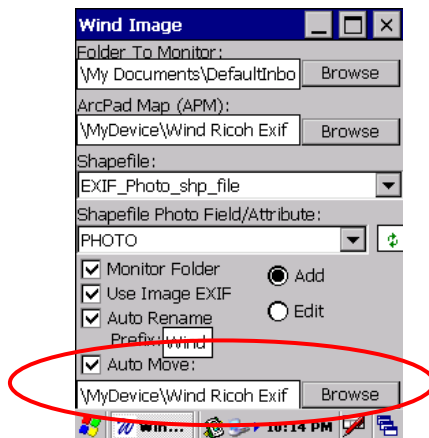 Wind Image
Folder To Monitor:
\My Documents\DefaultInbo Browse
ArcPad Map (APM):
\MyDevice\Wind Ricoh Exif Browse
Shapefile:
EXIF_Photo_shp_file
Shapefile Photo Field/Attribute:
PHOTO
Monitor Folder
Add
Use Image EXIF
Edit
Auto Rename
Prefix: Wind
Auto Move:
\MyDevice\Wind Ricoh Exif Browse
Win... 10:14 PM